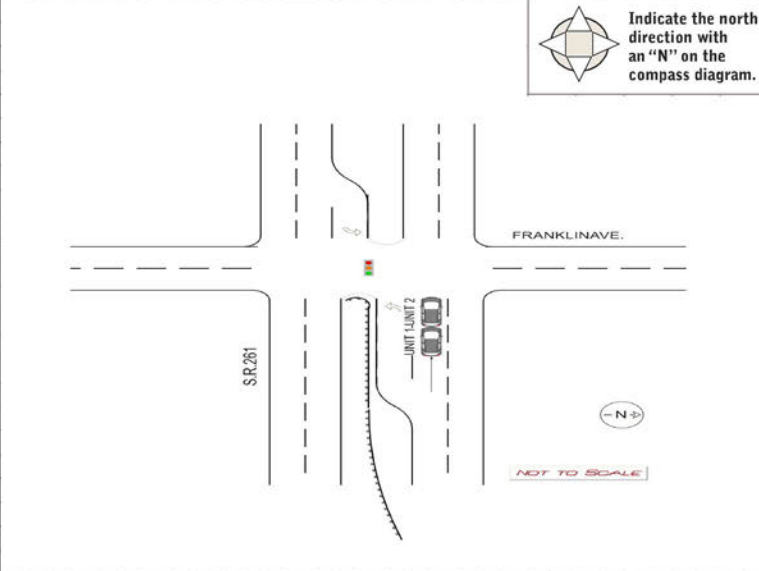 Indicate the north
direction with
an “N” on the
compass diagram.
FRANKLINAVE.
UNIT 1-UNIT 2
S.R.261
N
NOT TO SCALE